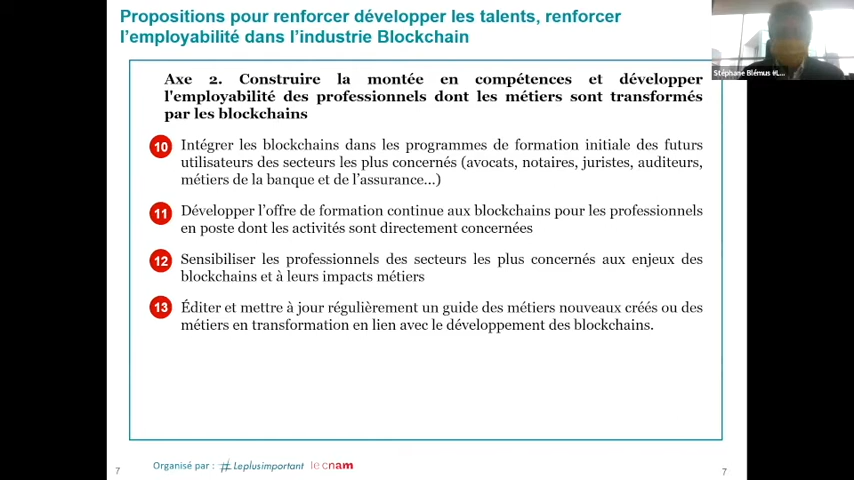 Propositions pour renforcer développer les talents, renforcer
l'employabilité dans l'industrie Blockchain
Stéphane Blémus #L...
Axe 2. Construire la montée en compétences et développer
l'employabilité des professionnels dont les métiers sont transformés
par les blockchains
10 Intégrer les blockchains dans les programmes de formation initiale des futurs
utilisateurs des secteurs les plus concernés (avocats, notaires, juristes, auditeurs,
métiers de la banque et de l'assurance...)
11 Développer l'offre de formation continue aux blockchains pour les professionnels
en poste dont les activités sont directement concernées
12 Sensibiliser les professionnels des secteurs les plus concernés aux enjeux des
blockchains et à leurs impacts métiers
13 Éditer et mettre à jour régulièrement un guide des métiers nouveaux créés ou des
métiers en transformation en lien avec le développement des blockchains.
7 Organisé par : #Leplusimportant le cnam 7